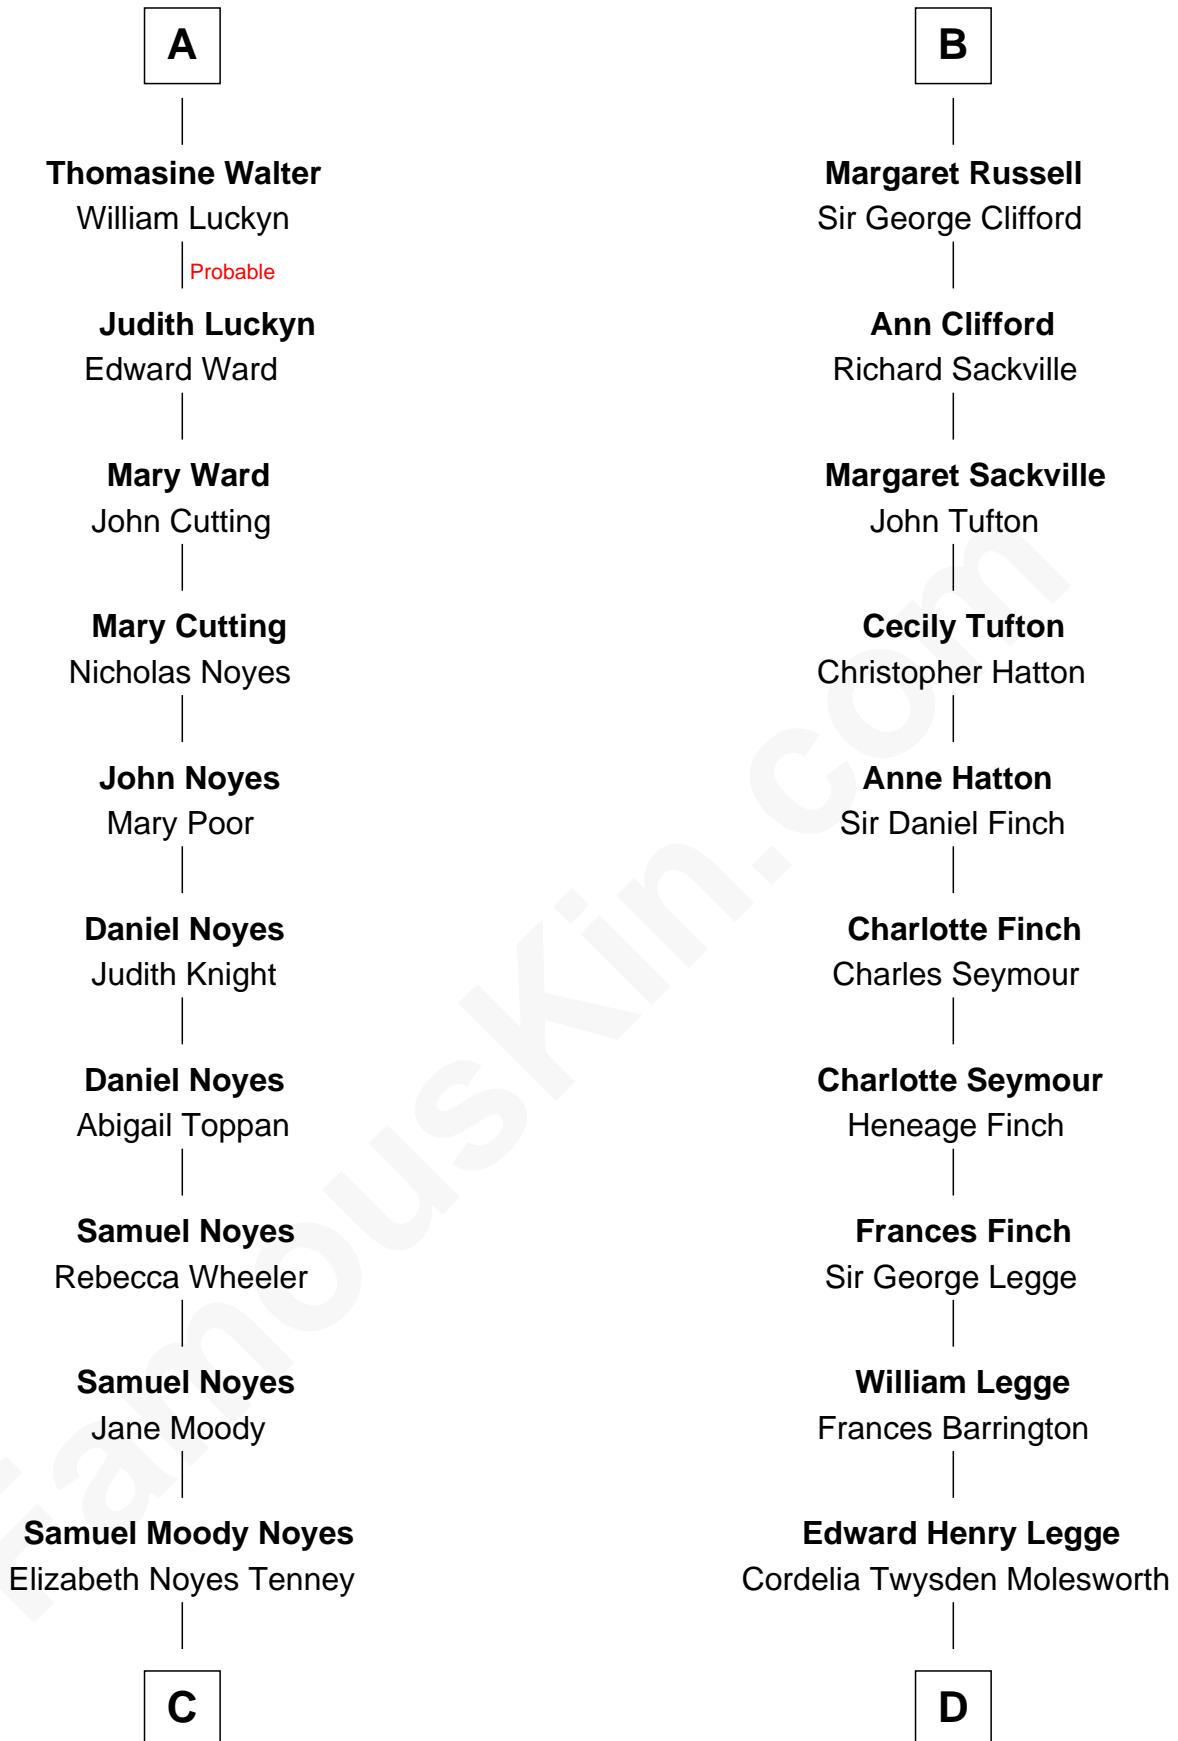 A
Thomasine Walter
William Luckyn
Probable
Judith Luckyn
Edward Ward
Mary Ward
John Cutting
Mary Cutting
Nicholas Noyes
John Noyes
Mary Poor
Daniel Noyes
Judith Knight
Daniel Noyes
Abigail Toppan
Samuel Noyes
Rebecca Wheeler
Samuel Noyes
Jane Moody
Samuel Moody Noyes
Elizabeth Noyes Tenney
C
B
Margaret Russell
Sir George Clifford
Ann Clifford
Richard Sackville
Margaret Sackville
John Tufton
Cecily Tufton
Christopher Hatton
Anne Hatton
Sir Daniel Finch
Charlotte Finch
Charles Seymour
Charlotte Seymour
Heneage Finch
Frances Finch
Sir George Legge
William Legge
Frances Barrington
Edward Henry Legge
Cordelia Twysden Molesworth
D
FamousKin.com